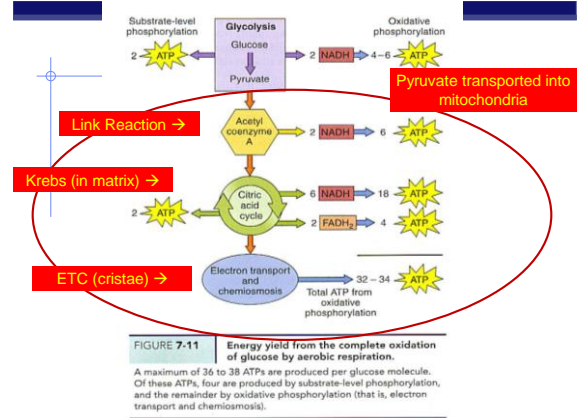 Substrate-level
phosphorylation
Glycolysis
Oxidative
phosphorylation
Glucose
2 ATP
2 NADH 4–6 ATP
Pyruvate
Pyruvate transported into
mitochondria
Link Reaction →
Acetyl
coenzyme
A
2 NADH 6 ATP
Krebs (in matrix) →
Citric
acid
cycle
6 NADH 18 ATP
2 ATP
2 FADH₂ 4 ATP
ETC (cristae) →
Electron transport
and
chemiosmosis
32 – 34 ATP
Total ATP from
oxidative
phosphorylation
FIGURE 7-11
Energy yield from the complete oxidation
of glucose by aerobic respiration.
A maximum of 36 to 38 ATPs are produced per glucose molecule.
Of these ATPs, four are produced by substrate-level phosphorylation,
and the remainder by oxidative phosphorylation (that is, electron
transport and chemiosmosis).